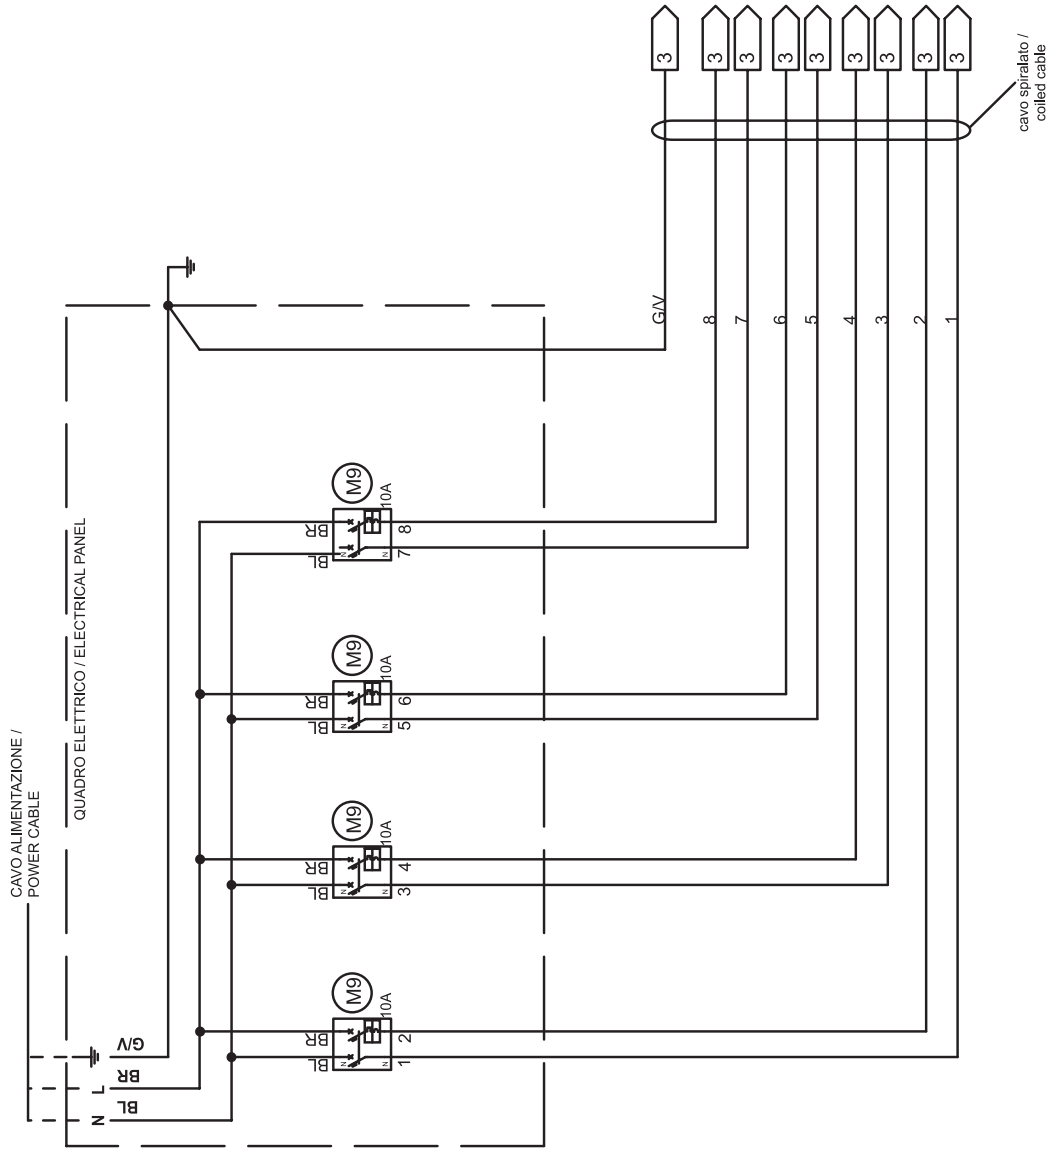 CAVO ALIMENTAZIONE /
POWER CABLE
QUADRO ELETTRICO / ELECTRICAL PANEL
N
L
BL
BR
G/V
M9
10A
BL
BR
N
N
1
2
M9
10A
BL
BR
N
N
3
4
M9
10A
BL
BR
N
N
5
6
M9
10A
BL
BR
N
N
7
8
G/V
8
7
6
5
4
3
2
1
3
3
3
3
3
3
3
3
3
cavo spiralato /
coiled cable